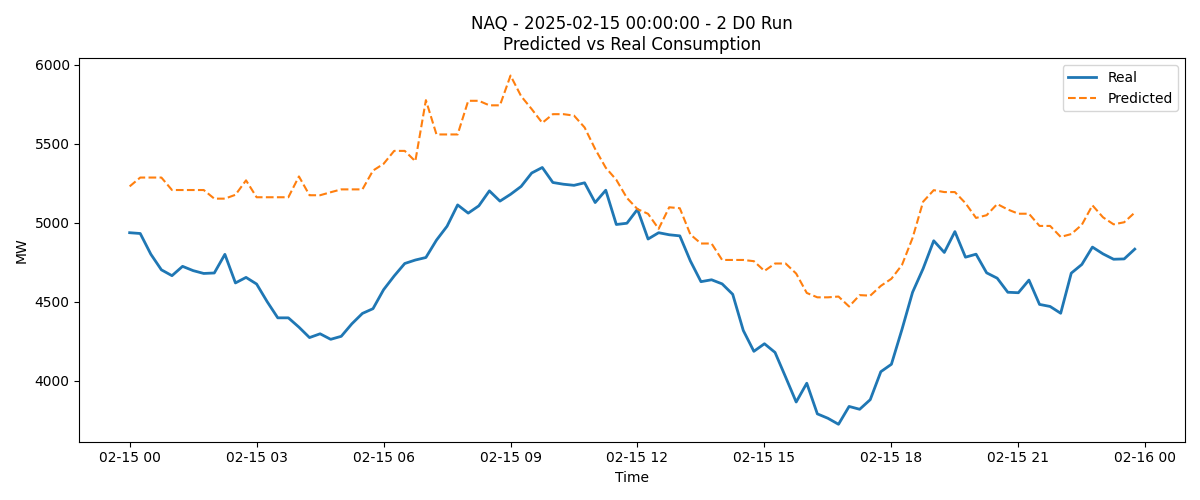 NAQ - 2025-02-15 00:00:00 - 2 D0 Run
Predicted vs Real Consumption
6000
5500
5000
4500
4000
MW
Real
Predicted
02-15 00
02-15 03
02-15 06
02-15 09
02-15 12
02-15 15
02-15 18
02-15 21
02-16 00
Time